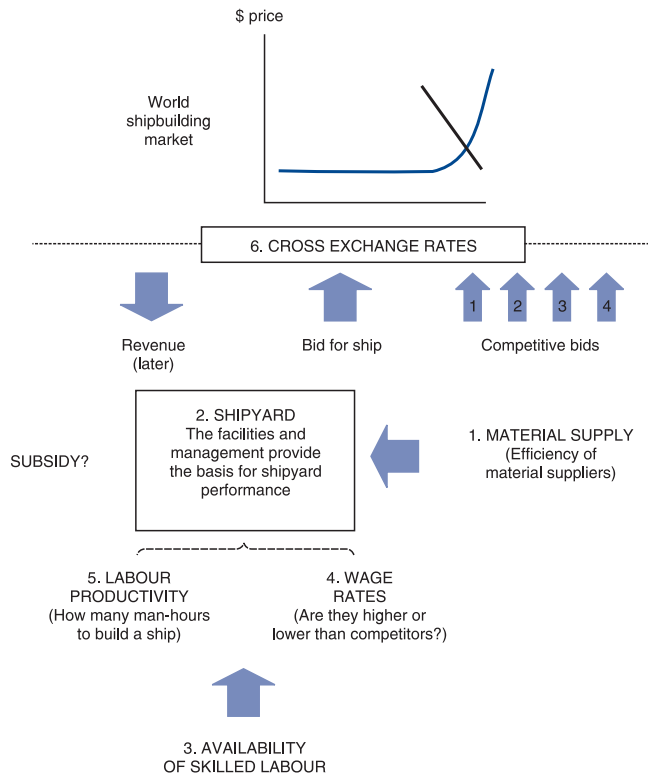 $ price
World
shipbuilding
market
6. CROSS EXCHANGE RATES
1 2 3 4
Revenue
(later)
Bid for ship
Competitive bids
2. SHIPYARD
The facilities and
management provide
the basis for shipyard
performance
SUBSIDY?
1. MATERIAL SUPPLY
(Efficiency of
material suppliers)
5. LABOUR
PRODUCTIVITY
(How many man-hours
to build a ship)
4. WAGE
RATES
(Are they higher or
lower than competitors?)
3. AVAILABILITY
OF SKILLED LABOUR